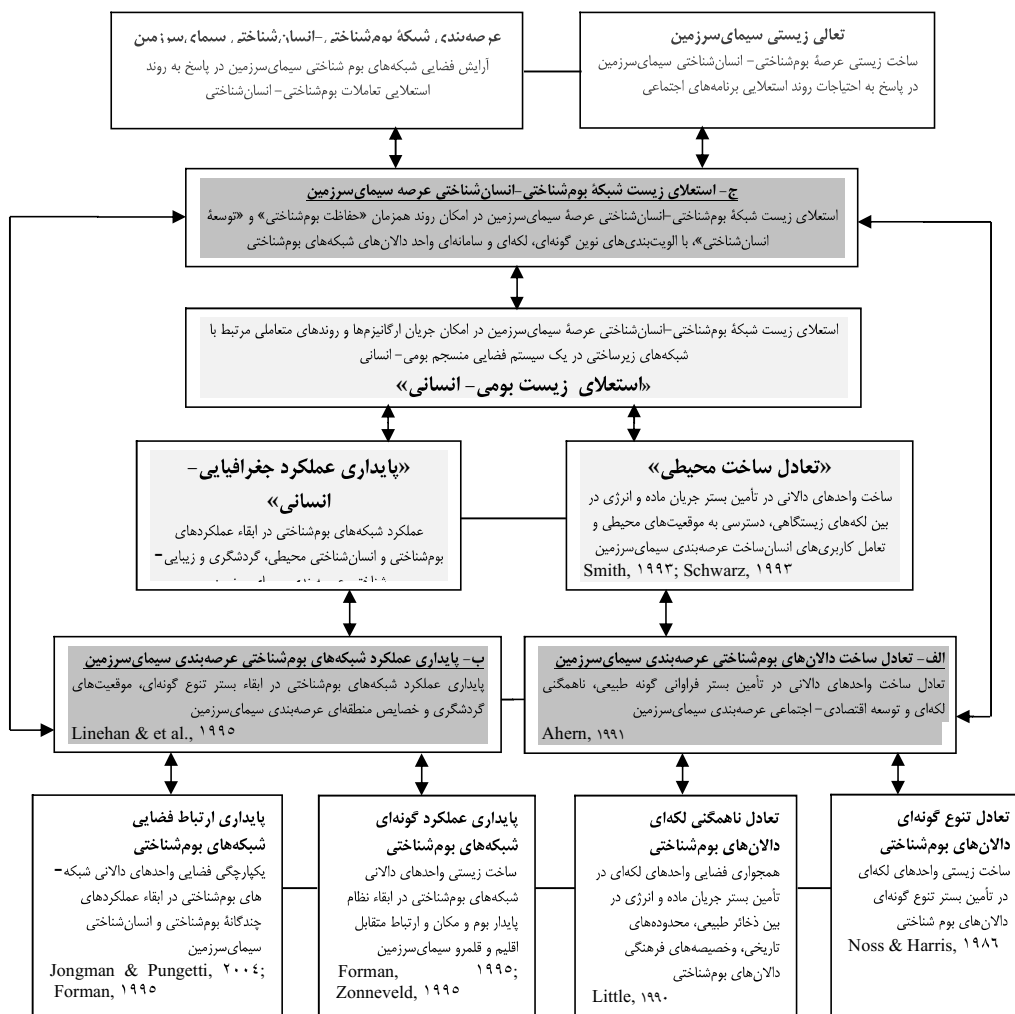 تعالی زیستی سیمای‌سرزمین
ساخت زیستی عرصهٔ بوم‌شناختی- انسان‌شناختی سیمای‌سرزمین
در پاسخ به احتیاجات روند استعلایی برنامه‌های اجتماعی
عرصه‌بندی شبکهٔ بوم‌شناختی-انسان‌شناختی سیمای‌سرزمین
آرایش فضایی شبکه‌های بوم شناختی سیمای‌سرزمین در پاسخ به روند
استعلایی تعاملات بوم‌شناختی-انسان‌شناختی
ج- استعلای زیست شبکهٔ بوم‌شناختی-انسان‌شناختی عرصه سیمای‌سرزمین
استعلای زیست شبکهٔ بوم‌شناختی-انسان‌شناختی عرصهٔ سیمای‌سرزمین در امکان روند همزمان «حفاظت بوم‌شناختی» و «توسعهٔ
انسان‌شناختی»، با الویت‌بندی‌های نوین گونه‌ای، لکه‌ای و سامانه‌ای واحد دالان‌های شبکه‌های بوم‌شناختی
استعلای زیست شبکهٔ بوم‌شناختی-انسان‌شناختی عرصهٔ سیمای‌سرزمین در امکان جریان ارگانیزم‌ها و روندهای متعاملی مرتبط با
شبکه‌های زیرساختی در یک سیستم فضایی منسجم بومی- انسانی
«استعلای زیست بومی- انسانی»
«تعادل ساخت محیطی»
ساخت واحدهای دالانی در تأمین بستر جریان ماده و انرژی در
بین لکه‌های زیستگاهی، دسترسی به موقعیت‌های محیطی و
تعامل کاربری‌های انسان‌ساخت عرصه‌بندی سیمای‌سرزمین
Smith, ۱۹۹۳; Schwarz, ۱۹۹۳
«پایداری عملکرد جغرافیایی-
انسانی»
عملکرد شبکه‌های بوم‌شناختی در ابقاء عملکردهای
بوم‌شناختی و انسان‌شناختی محیطی، گردشگری و زیبایی-
الف- تعادل ساخت دالان‌های بوم‌شناختی عرصه‌بندی سیمای‌سرزمین
تعادل ساخت واحدهای دالانی در تأمین بستر فراوانی گونه طبیعی، ناهمگنی
لکه‌ای و توسعه اقتصادی- اجتماعی عرصه‌بندی سیمای‌سرزمین
Ahern, ۱۹۹۱
ب- پایداری عملکرد شبکه‌های بوم‌شناختی عرصه‌بندی سیمای‌سرزمین
پایداری عملکرد شبکه‌های بوم‌شناختی در ابقاء بستر تنوع گونه‌ای، موقعیت‌های
گردشگری و خصایص منطقه‌ای عرصه‌بندی سیمای‌سرزمین
Linehan & et al., ۱۹۹۵
تعادل تنوع گونه‌ای
دالان‌های بوم‌شناختی
ساخت زیستی واحدهای لکه‌ای
در تأمین بستر تنوع گونه‌ای
دالان‌های بوم شناختی
Noss & Harris, ۱۹۸۶
تعادل ناهمگنی لکه‌ای
دالان‌های بوم‌شناختی
همجواری فضایی واحدهای لکه‌ای در
تأمین بستر جریان ماده و انرژی در
بین ذخائر طبیعی، محدوده‌های
تاریخی، وخصیصه‌های فرهنگی
دالان‌های بوم‌شناختی
Little, ۱۹۹۰
پایداری عملکرد گونه‌ای
شبکه‌های بوم‌شناختی
ساخت زیستی واحدهای دالانی
شبکه‌های بوم‌شناختی در ابقاء نظام
پایدار بوم و مکان و ارتباط متقابل
اقلیم و قلمرو سیمای‌سرزمین
Forman, ۱۹۹۵;
Zonneveld, ۱۹۹۵
پایداری ارتباط فضایی
شبکه‌های بوم‌شناختی
یکپارچگی فضایی واحدهای دالانی شبکه-
های بوم‌شناختی در ابقاء عملکردهای
چندگانهٔ بوم‌شناختی و انسان‌شناختی
سیمای‌سرزمین
Jongman & Pungetti, ۲۰۰۴;
Forman, ۱۹۹۵